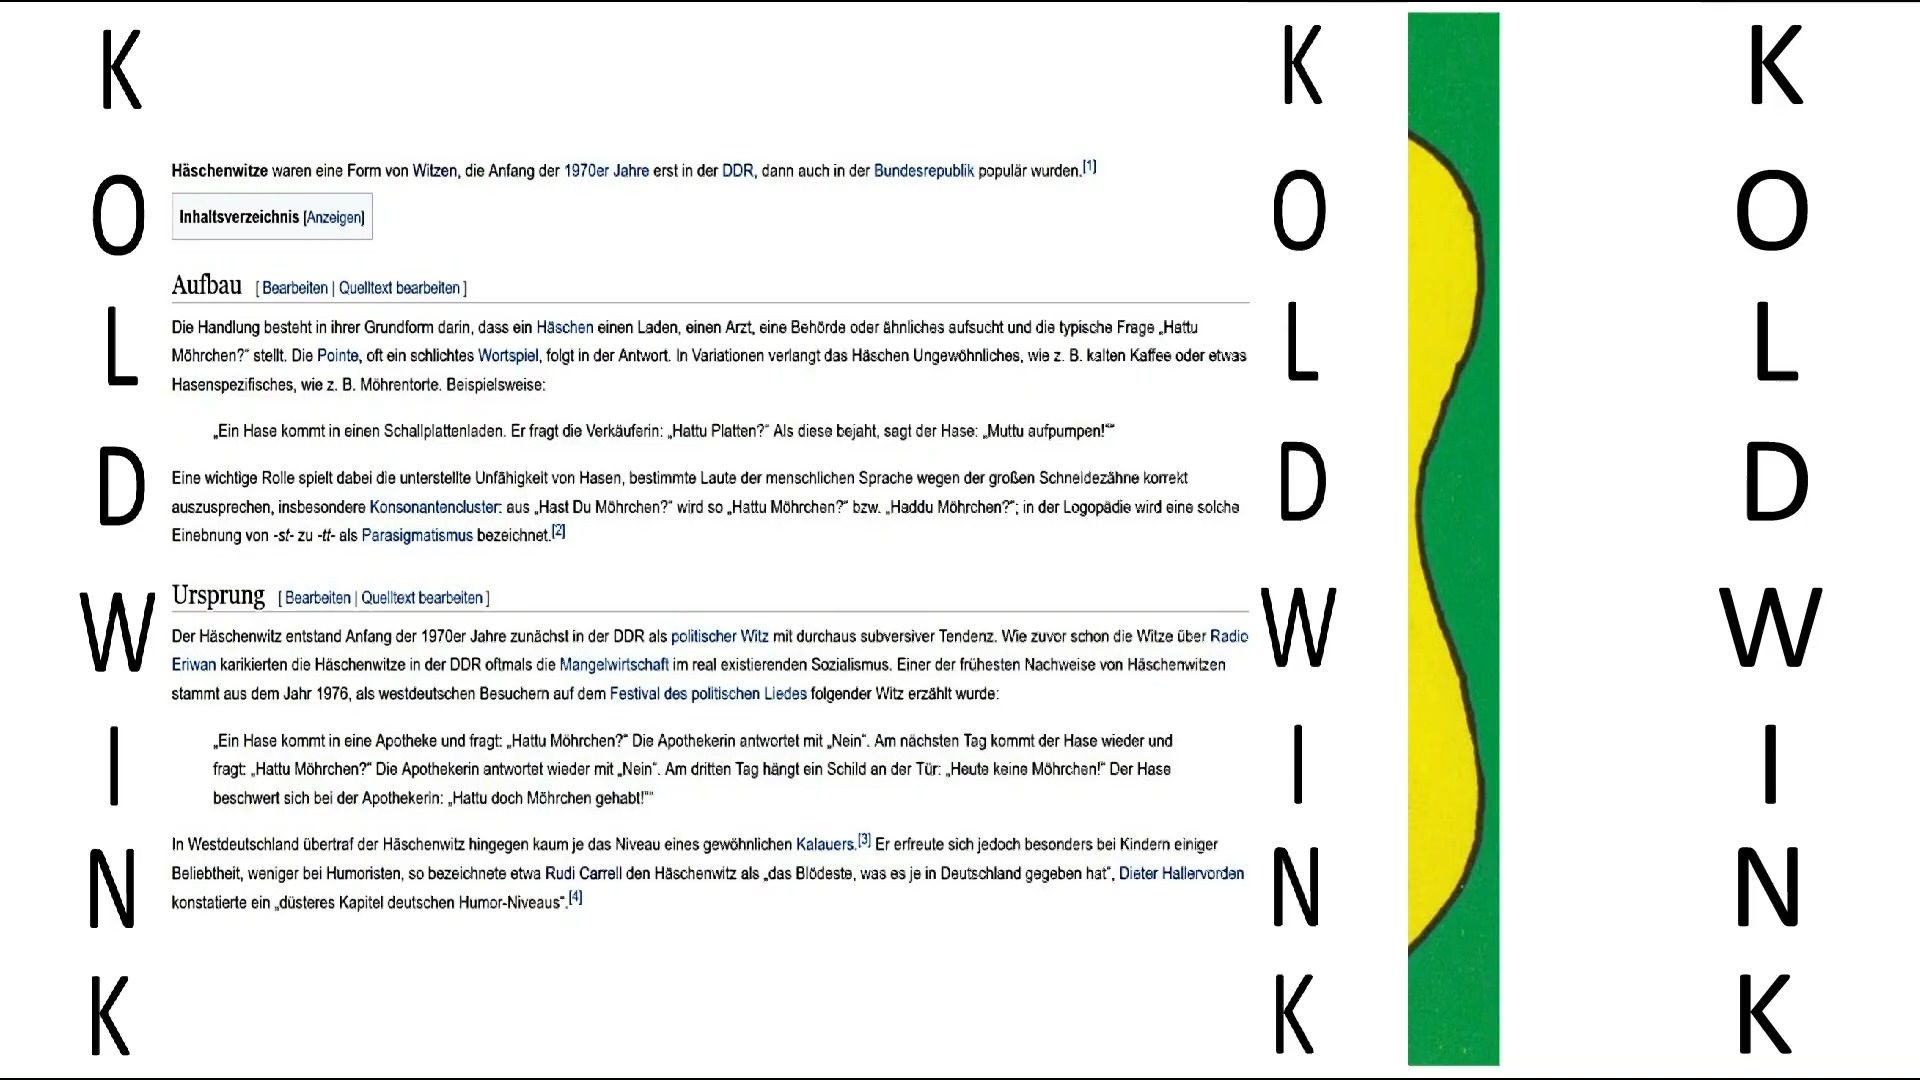 K
O
L
D
W
I
N
K
Häschenwitze waren eine Form von Witzen, die Anfang der 1970er Jahre erst in der DDR, dann auch in der Bundesrepublik populär wurden.[1]
Inhaltsverzeichnis [Anzeigen]
Aufbau [ Bearbeiten | Quelltext bearbeiten ]
Die Handlung besteht in ihrer Grundform darin, dass ein Häschen einen Laden, einen Arzt, eine Behörde oder ähnliches aufsucht und die typische Frage „Hattu
Möhrchen?“ stellt. Die Pointe, oft ein schlichtes Wortspiel, folgt in der Antwort. In Variationen verlangt das Häschen Ungewöhnliches, wie z. B. kalten Kaffee oder etwas
Hasenspezifisches, wie z. B. Möhrentorte. Beispielsweise:
„Ein Hase kommt in einen Schallplattenladen. Er fragt die Verkäuferin: „Hattu Platten?“ Als diese bejaht, sagt der Hase: „Muttu aufpumpen!““
Eine wichtige Rolle spielt dabei die unterstellte Unfähigkeit von Hasen, bestimmte Laute der menschlichen Sprache wegen der großen Schneidezähne korrekt
auszusprechen, insbesondere Konsonantencluster: aus „Hast Du Möhrchen?“ wird so „Hattu Möhrchen?“ bzw. „Haddu Möhrchen?“; in der Logopädie wird eine solche
Einebnung von -st- zu -tt- als Parasigmatismus bezeichnet.[2]
Ursprung [ Bearbeiten | Quelltext bearbeiten ]
Der Häschenwitz entstand Anfang der 1970er Jahre zunächst in der DDR als politischer Witz mit durchaus subversiver Tendenz. Wie zuvor schon die Witze über Radio
Eriwan karikierten die Häschenwitze in der DDR oftmals die Mangelwirtschaft im real existierenden Sozialismus. Einer der frühesten Nachweise von Häschenwitzen
stammt aus dem Jahr 1976, als westdeutschen Besuchern auf dem Festival des politischen Liedes folgender Witz erzählt wurde:
„Ein Hase kommt in eine Apotheke und fragt: „Hattu Möhrchen?“ Die Apothekerin antwortet mit „Nein“. Am nächsten Tag kommt der Hase wieder und
fragt: „Hattu Möhrchen?“ Die Apothekerin antwortet wieder mit „Nein“. Am dritten Tag hängt ein Schild an der Tür: „Heute keine Möhrchen!“ Der Hase
beschwert sich bei der Apothekerin: „Hattu doch Möhrchen gehabt!““
In Westdeutschland übertraf der Häschenwitz hingegen kaum je das Niveau eines gewöhnlichen Kalauers.[3] Er erfreute sich jedoch besonders bei Kindern einiger
Beliebtheit, weniger bei Humoristen, so bezeichnete etwa Rudi Carrell den Häschenwitz als „das Blödeste, was es je in Deutschland gegeben hat“, Dieter Hallervorden
konstatierte ein „düsteres Kapitel deutschen Humor-Niveaus“.[4]
K
O
L
D
W
I
N
K
K
O
L
D
W
I
N
K